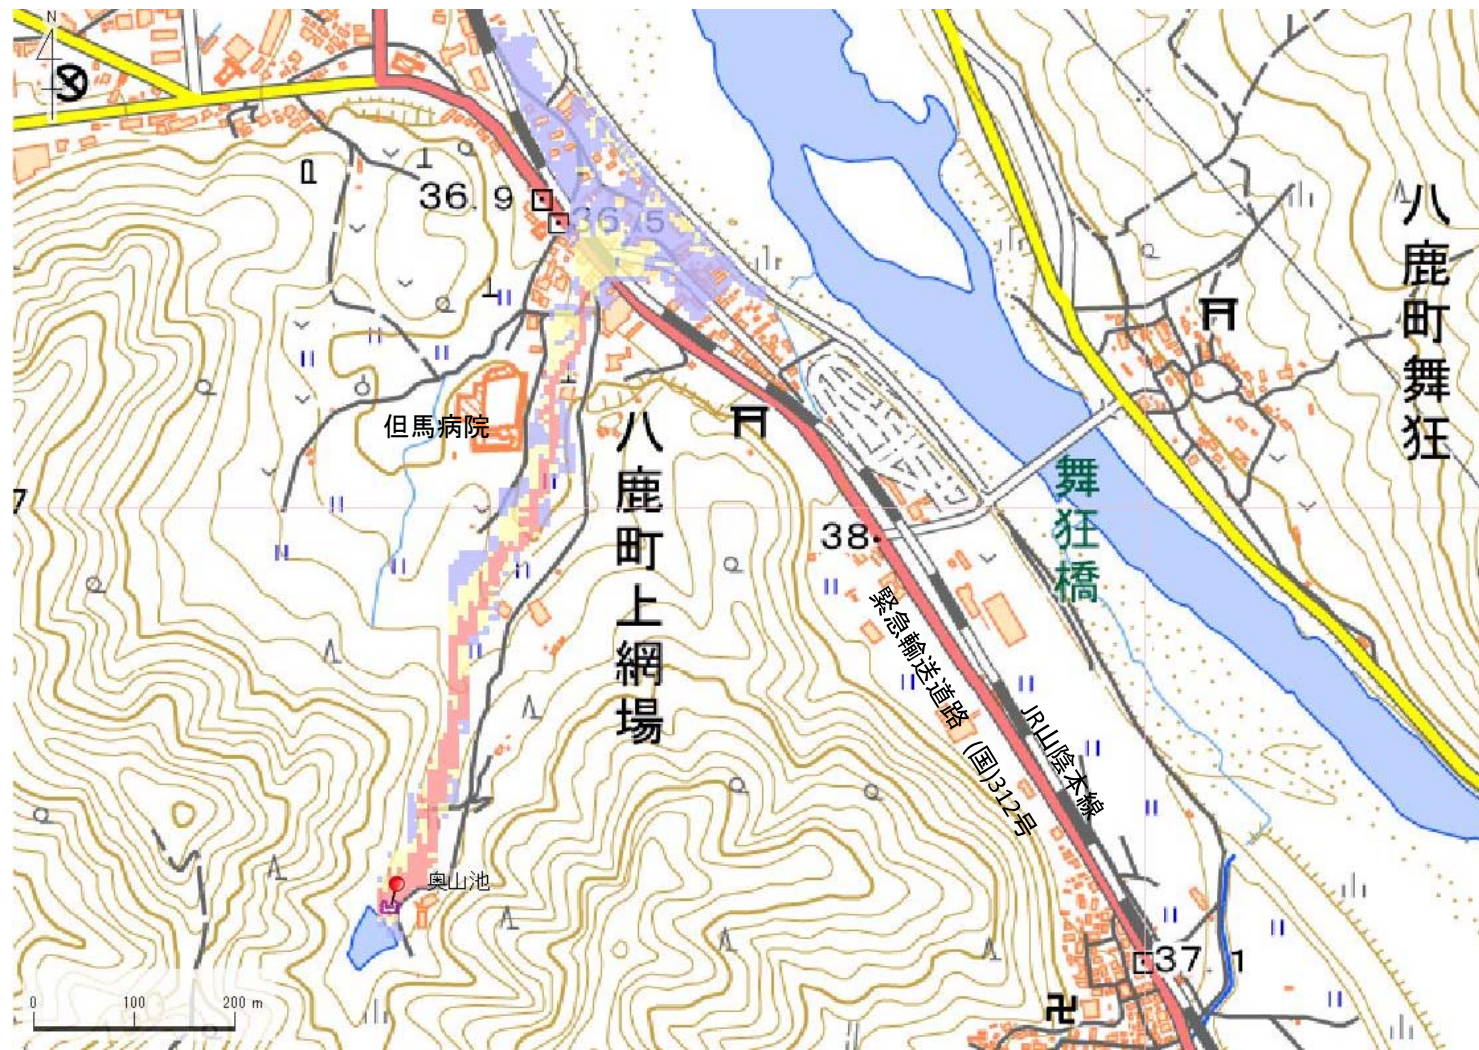 N
36.9
36.5
八鹿町舞狂
但馬病院
八鹿町上網場
7
38
舞狂橋
緊急輸送道路 (国)312号
JR山陰本線
奥山池
37.1
0 100 200 m